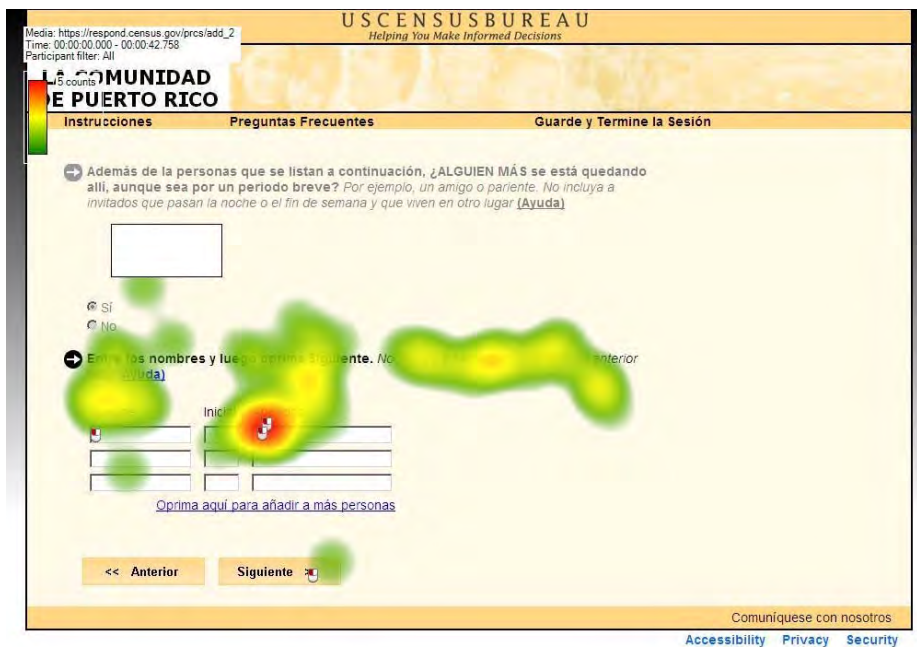 U S C E N S U S B U R E A U
Helping You Make Informed Decisions
Media: https://respond.census.gov/prcs/add_2
Time: 00:00:00.000 - 00:00:42.758
Participant filter: All
5 counts
LA COMUNIDAD
DE PUERTO RICO
Instrucciones Preguntas Frecuentes Guarde y Termine la Sesión
Además de la personas que se listan a continuación, ¿ALGUIEN MÁS se está quedando
allí, aunque sea por un periodo breve? Por ejemplo, un amigo o pariente. No incluya a
invitados que pasan la noche o el fin de semana y que viven en otro lugar (Ayuda)
Sí
No
Entre los nombres y luego oprima Siguiente. No anterior
Ayuda)
Oprima aquí para añadir a más personas
<< Anterior Siguiente
Comuníquese con nosotros
Accessibility Privacy Security